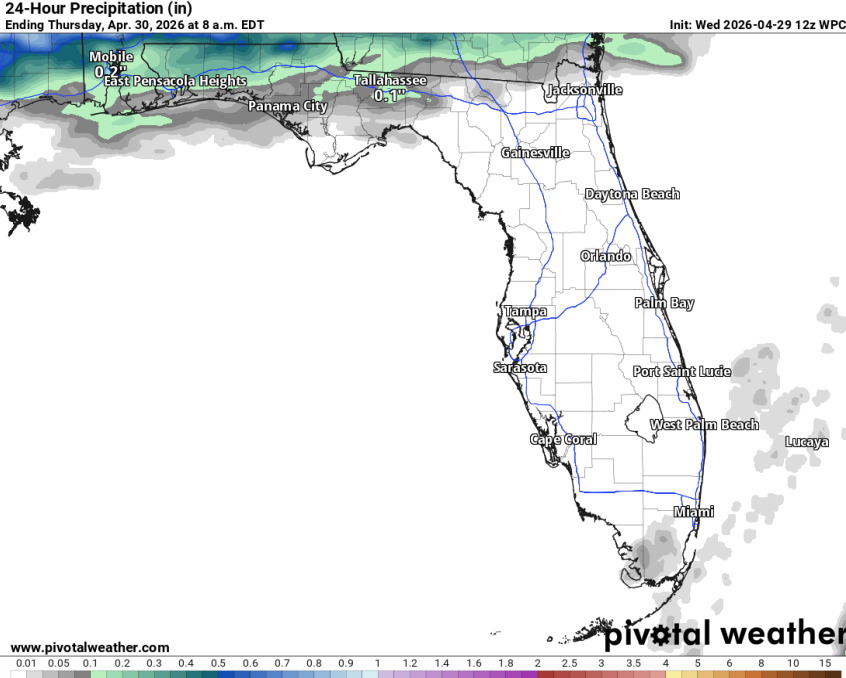 24-Hour Precipitation (in)
Ending Thursday, Apr. 30, 2026 at 8 a.m. EDT
Init: Wed 2026-04-29 12z WPC
Mobile
0.2"
East Pensacola Heights
Tallahassee
0.1"
Panama City
Jacksonville
Gainesville
Daytona Beach
Orlando
Palm Bay
Tampa
Sarasota
Port Saint Lucie
West Palm Beach
Cape Coral
Lucaya
Miami
pivotal weather
www.pivotalweather.com
0.01 0.05 0.1 0.2 0.3 0.4 0.5 0.6 0.7 0.8 0.9 1 1.2 1.4 1.6 1.8 2 2.5 3 3.5 4 5 6 8 10 15